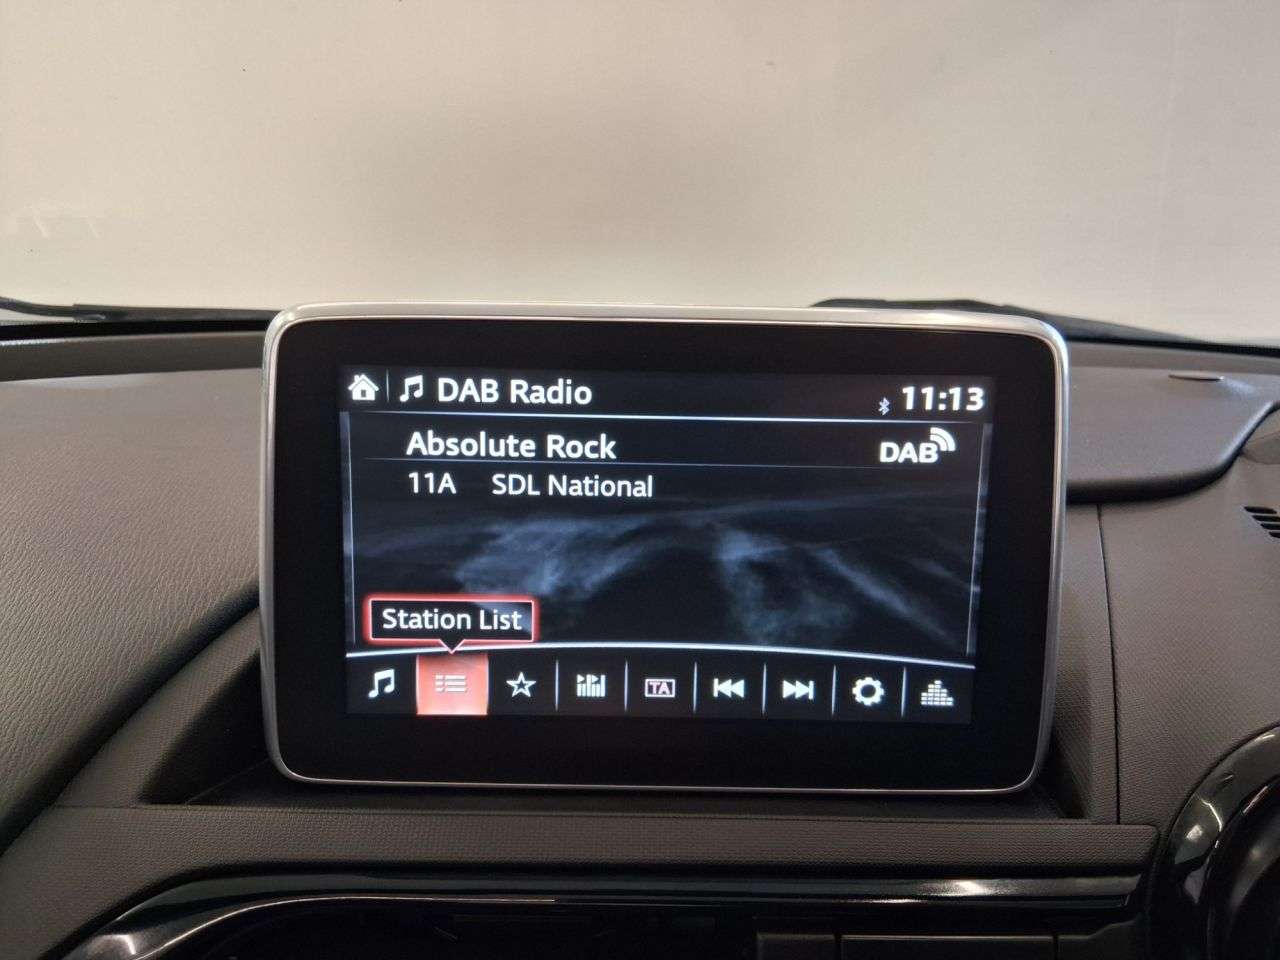 DAB Radio 11:13
Absolute Rock DAB
11A SDL National
Station List
TA